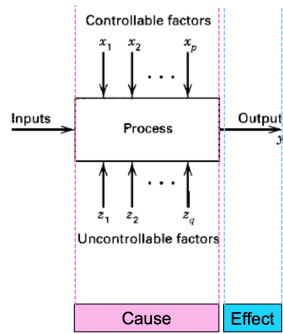 Controllable factors
x1 x2 . . . xp
Inputs Process Output
y
. . .
z1 z2 zq
Uncontrollable factors
Cause Effect